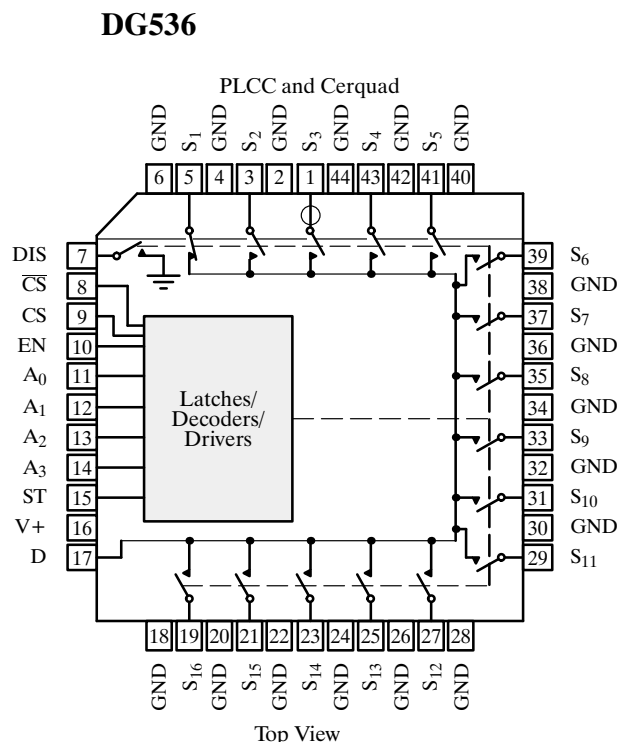 DG536
PLCC and Cerquad
GND S1 GND S2 GND S3 GND S4 GND S5 GND
6 5 4 3 2 1 44 43 42 41 40
DIS 7 39 S6
CS 8 38 GND
CS 9 37 S7
EN 10 36 GND
A0 11 35 S8
A1 12 34 GND
A2 13 33 S9
A3 14 32 GND
ST 15 31 S10
V+ 16 30 GND
D 17 29 S11
Latches/
Decoders/
Drivers
18 19 20 21 22 23 24 25 26 27 28
GND S16 GND S15 GND S14 GND S13 GND S12 GND
Top View